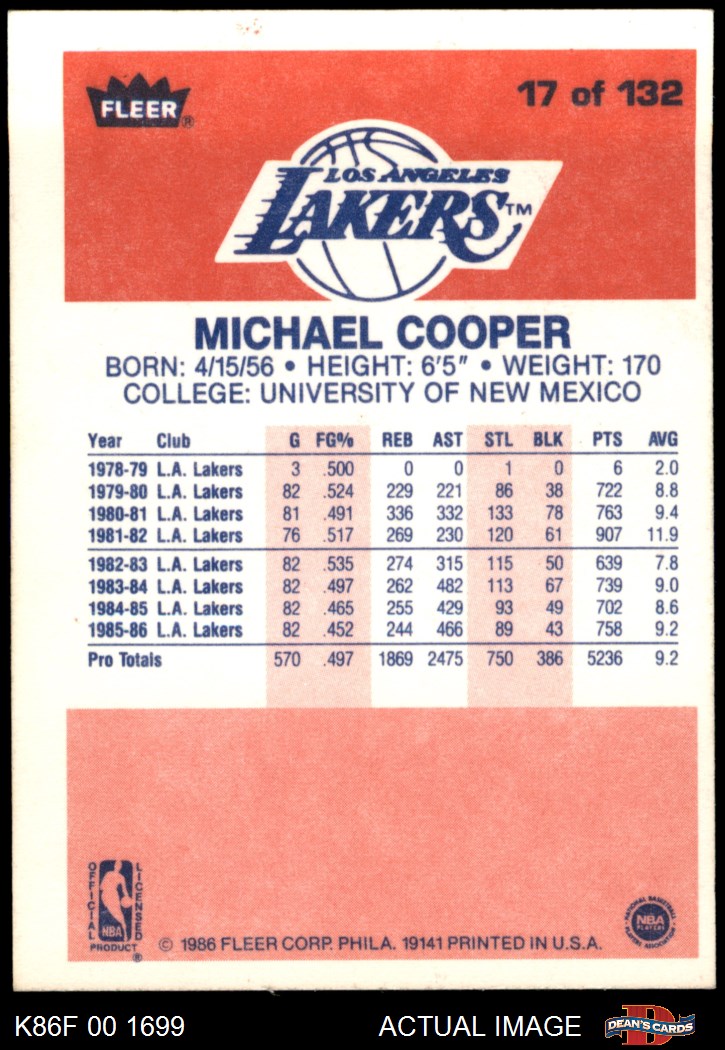 FLEER®
17 of 132
LOS ANGELES
LAKERS™
MICHAEL COOPER
BORN: 4/15/56 • HEIGHT: 6'5" • WEIGHT: 170
COLLEGE: UNIVERSITY OF NEW MEXICO
Year Club G FG% REB AST STL BLK PTS AVG
1978-79 L.A. Lakers 3 .500 0 0 1 0 6 2.0
1979-80 L.A. Lakers 82 .524 229 221 86 38 722 8.8
1980-81 L.A. Lakers 81 .491 336 332 133 78 763 9.4
1981-82 L.A. Lakers 76 .517 269 230 120 61 907 11.9
1982-83 L.A. Lakers 82 .535 274 315 115 50 639 7.8
1983-84 L.A. Lakers 82 .497 262 482 113 67 739 9.0
1984-85 L.A. Lakers 82 .465 255 429 93 49 702 8.6
1985-86 L.A. Lakers 82 .452 244 466 89 43 758 9.2
Pro Totals 570 .497 1869 2475 750 386 5236 9.2
OFFICIAL LICENSED
NBA
PRODUCT ®
© 1986 FLEER CORP. PHILA. 19141 PRINTED IN U.S.A.
NATIONAL BASKETBALL
NBA
PLAYERS
PLAYERS ASSOCIATION
K86F 00 1699
ACTUAL IMAGE
D
DEAN'S CARDS